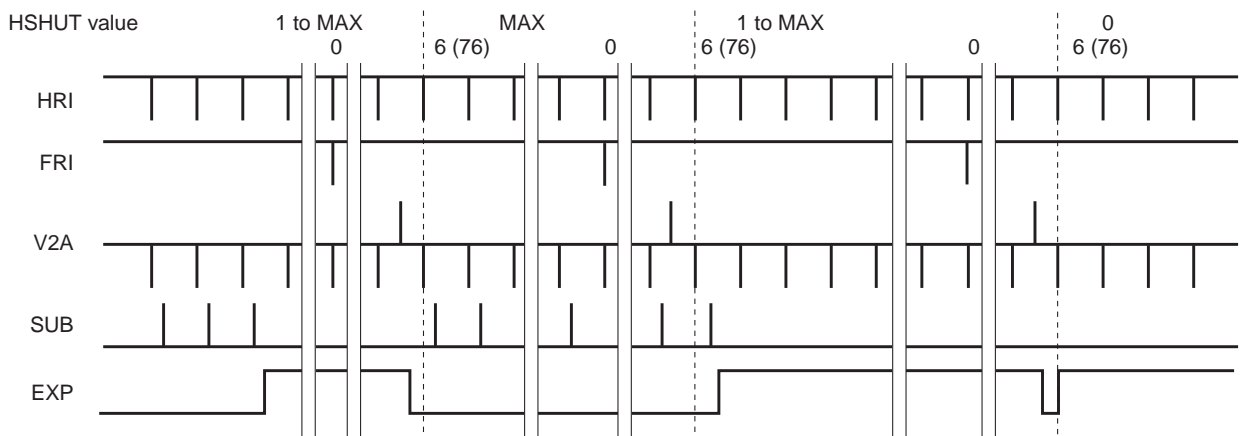 HSHUT value 1 to MAX MAX 1 to MAX 0
0 6 (76) 0 6 (76) 0 6 (76)
HRI
FRI
V2A
SUB
EXP